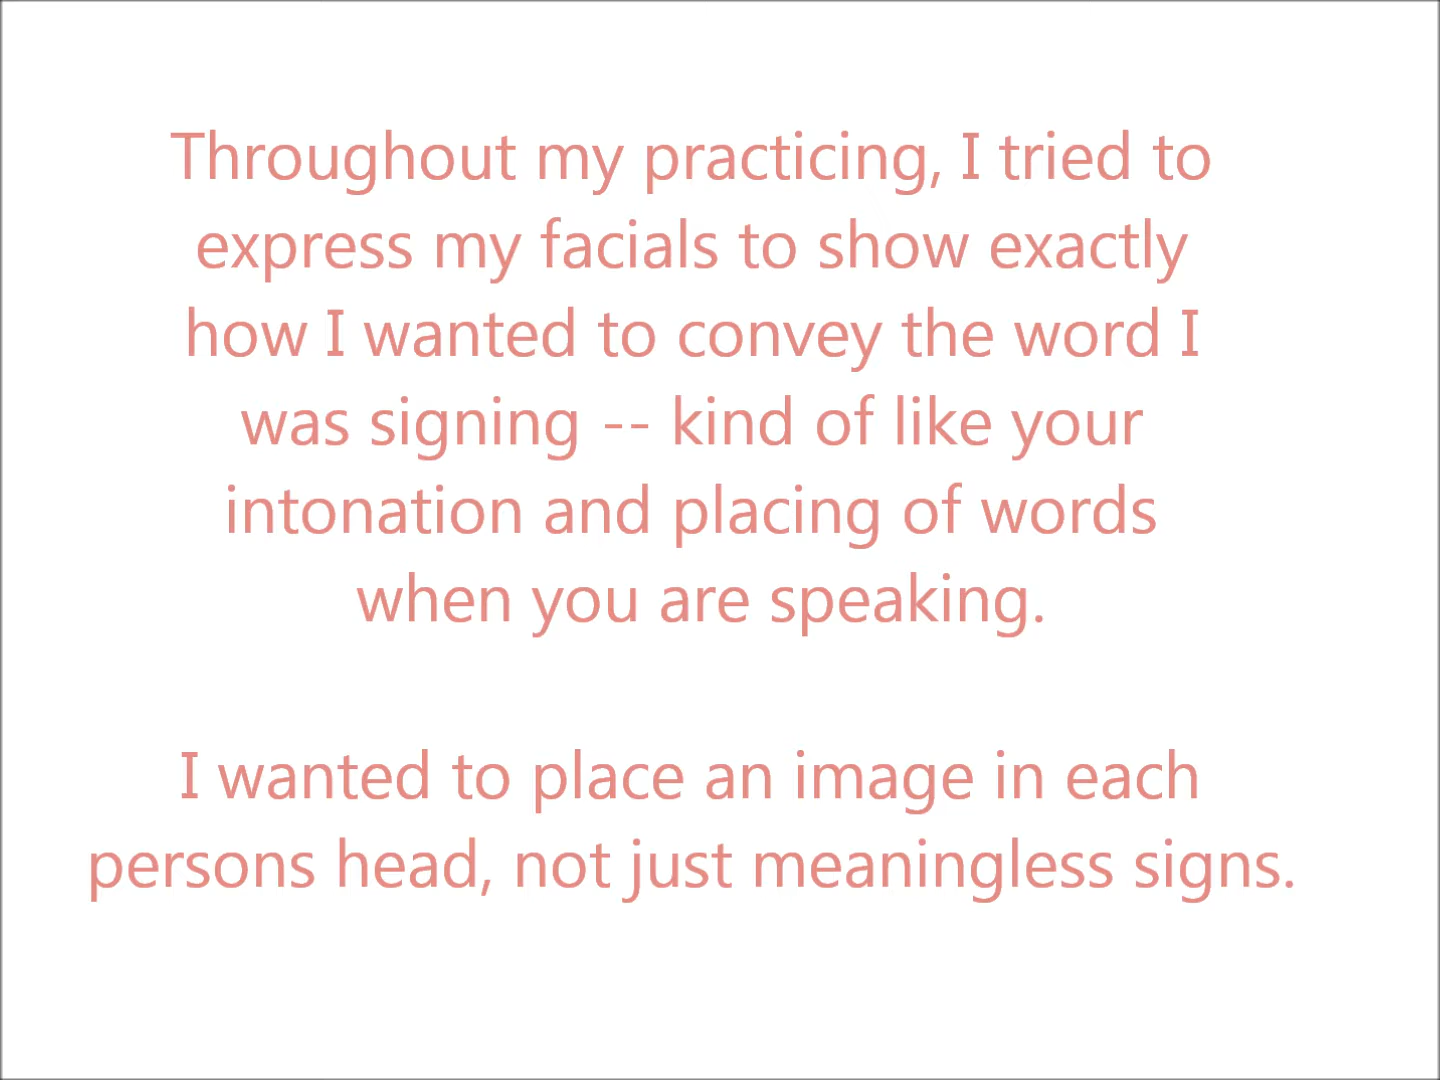 Throughout my practicing, I tried to
express my facials to show exactly
how I wanted to convey the word I
was signing -- kind of like your
intonation and placing of words
when you are speaking.
I wanted to place an image in each
persons head, not just meaningless signs.